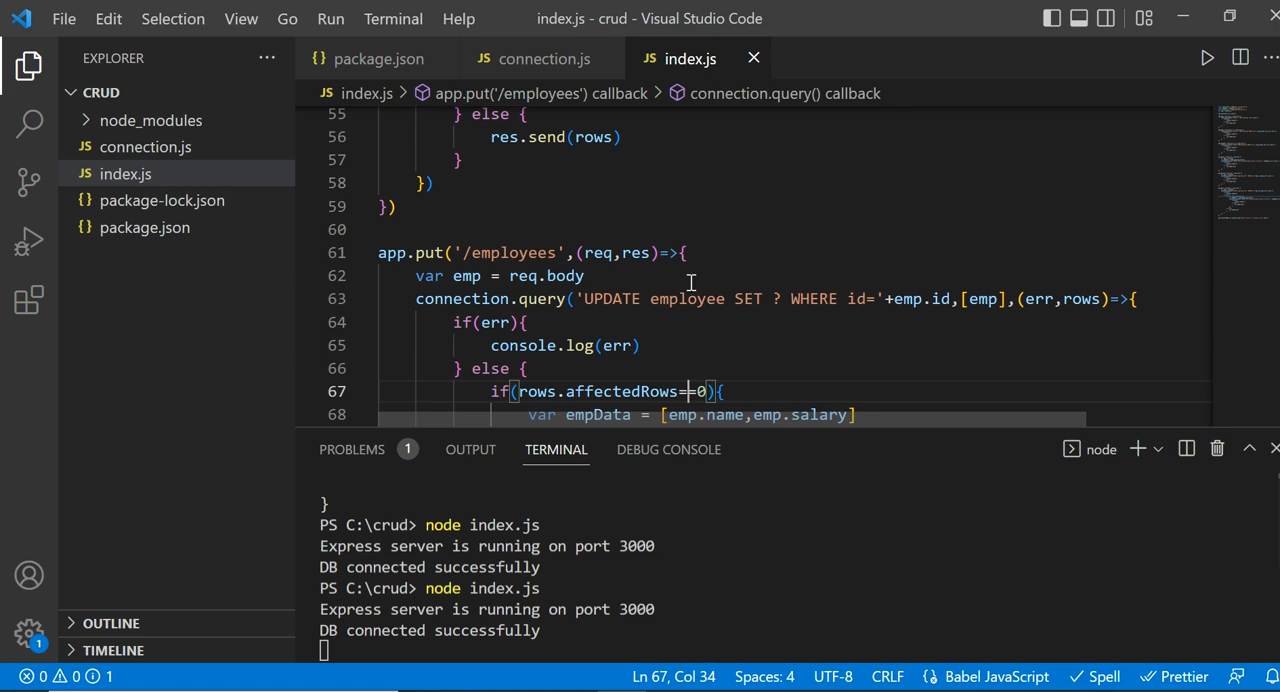 File Edit Selection View Go Run Terminal Help index.js - crud - Visual Studio Code
EXPLORER
{} package.json JS connection.js JS index.js
CRUD
JS index.js > app.put('/employees') callback > connection.query() callback
node_modules
JS connection.js
JS index.js
{} package-lock.json
{} package.json
55 } else {
56 res.send(rows)
57 }
58 })
59 })
60
61 app.put('/employees',(req,res)=>{
62 var emp = req.body
63 connection.query('UPDATE employee SET ? WHERE id='+emp.id,[emp],(err,rows)=>{
64 if(err){
65 console.log(err)
66 } else {
67 if(rows.affectedRows==0){
68 var empData = [emp.name,emp.salary]
PROBLEMS 1 OUTPUT TERMINAL DEBUG CONSOLE node
}
PS C:\crud> node index.js
Express server is running on port 3000
DB connected successfully
PS C:\crud> node index.js
Express server is running on port 3000
DB connected successfully
OUTLINE
TIMELINE
1
0 0 1 Ln 67, Col 34 Spaces: 4 UTF-8 CRLF {} Babel JavaScript Spell Prettier